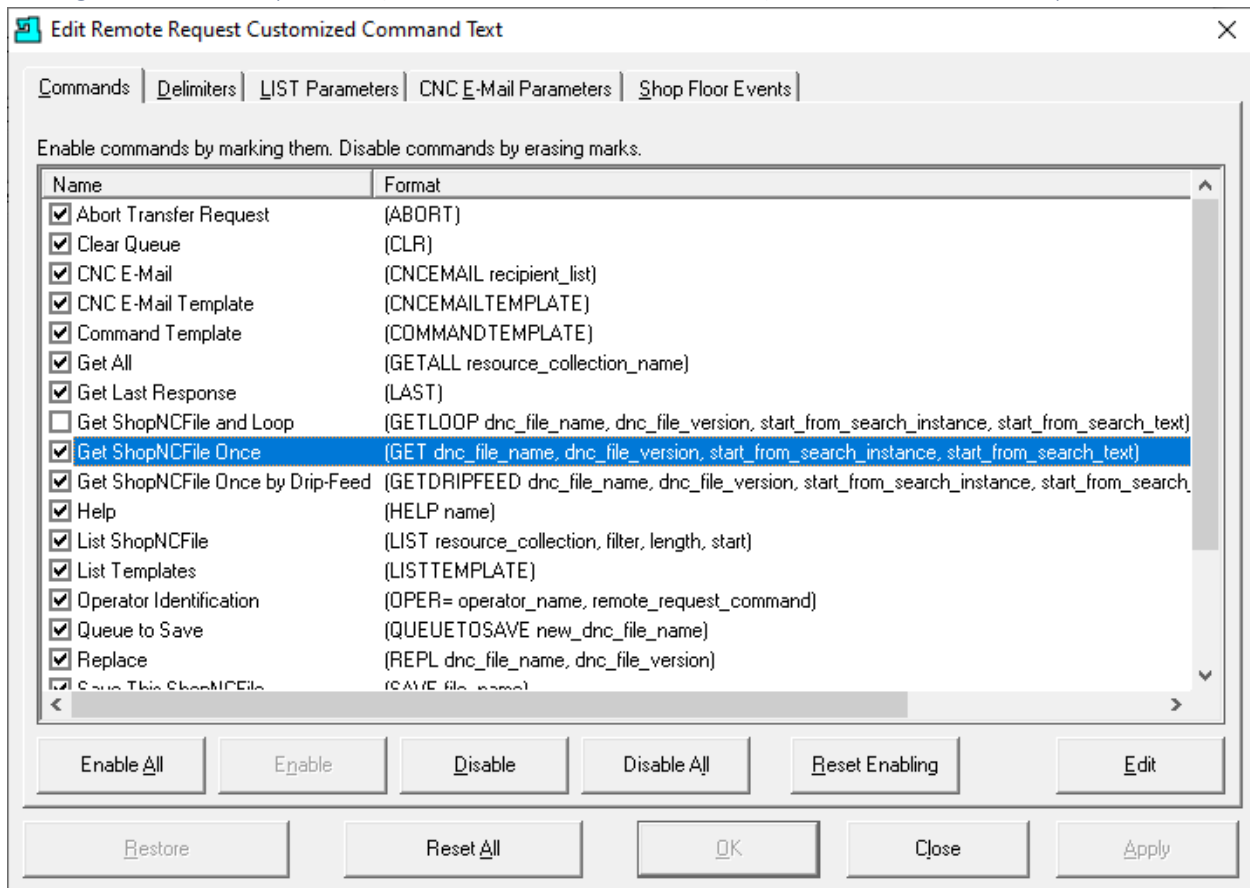 Edit Remote Request Customized Command Text
Commands Delimiters LIST Parameters CNC E-Mail Parameters Shop Floor Events
Enable commands by marking them. Disable commands by erasing marks.
Name Format
Abort Transfer Request (ABORT)
Clear Queue (CLR)
CNC E-Mail (CNCEMAIL recipient_list)
CNC E-Mail Template (CNCEMAILTEMPLATE)
Command Template (COMMANDTEMPLATE)
Get All (GETALL resource_collection_name)
Get Last Response (LAST)
Get ShopNCFile and Loop (GETLOOP dnc_file_name, dnc_file_version, start_from_search_instance, start_from_search_text)
Get ShopNCFile Once (GET dnc_file_name, dnc_file_version, start_from_search_instance, start_from_search_text)
Get ShopNCFile Once by Drip-Feed (GETDRIPFEED dnc_file_name, dnc_file_version, start_from_search_instance, start_from_search_
Help (HELP name)
List ShopNCFile (LIST resource_collection, filter, length, start)
List Templates (LISTTEMPLATE)
Operator Identification (OPER= operator_name, remote_request_command)
Queue to Save (QUEUETOSAVE new_dnc_file_name)
Replace (REPL dnc_file_name, dnc_file_version)
Save This ShopNCFile (SAVE file_name)
Enable All Enable Disable Disable All Reset Enabling Edit
Restore Reset All OK Close Apply